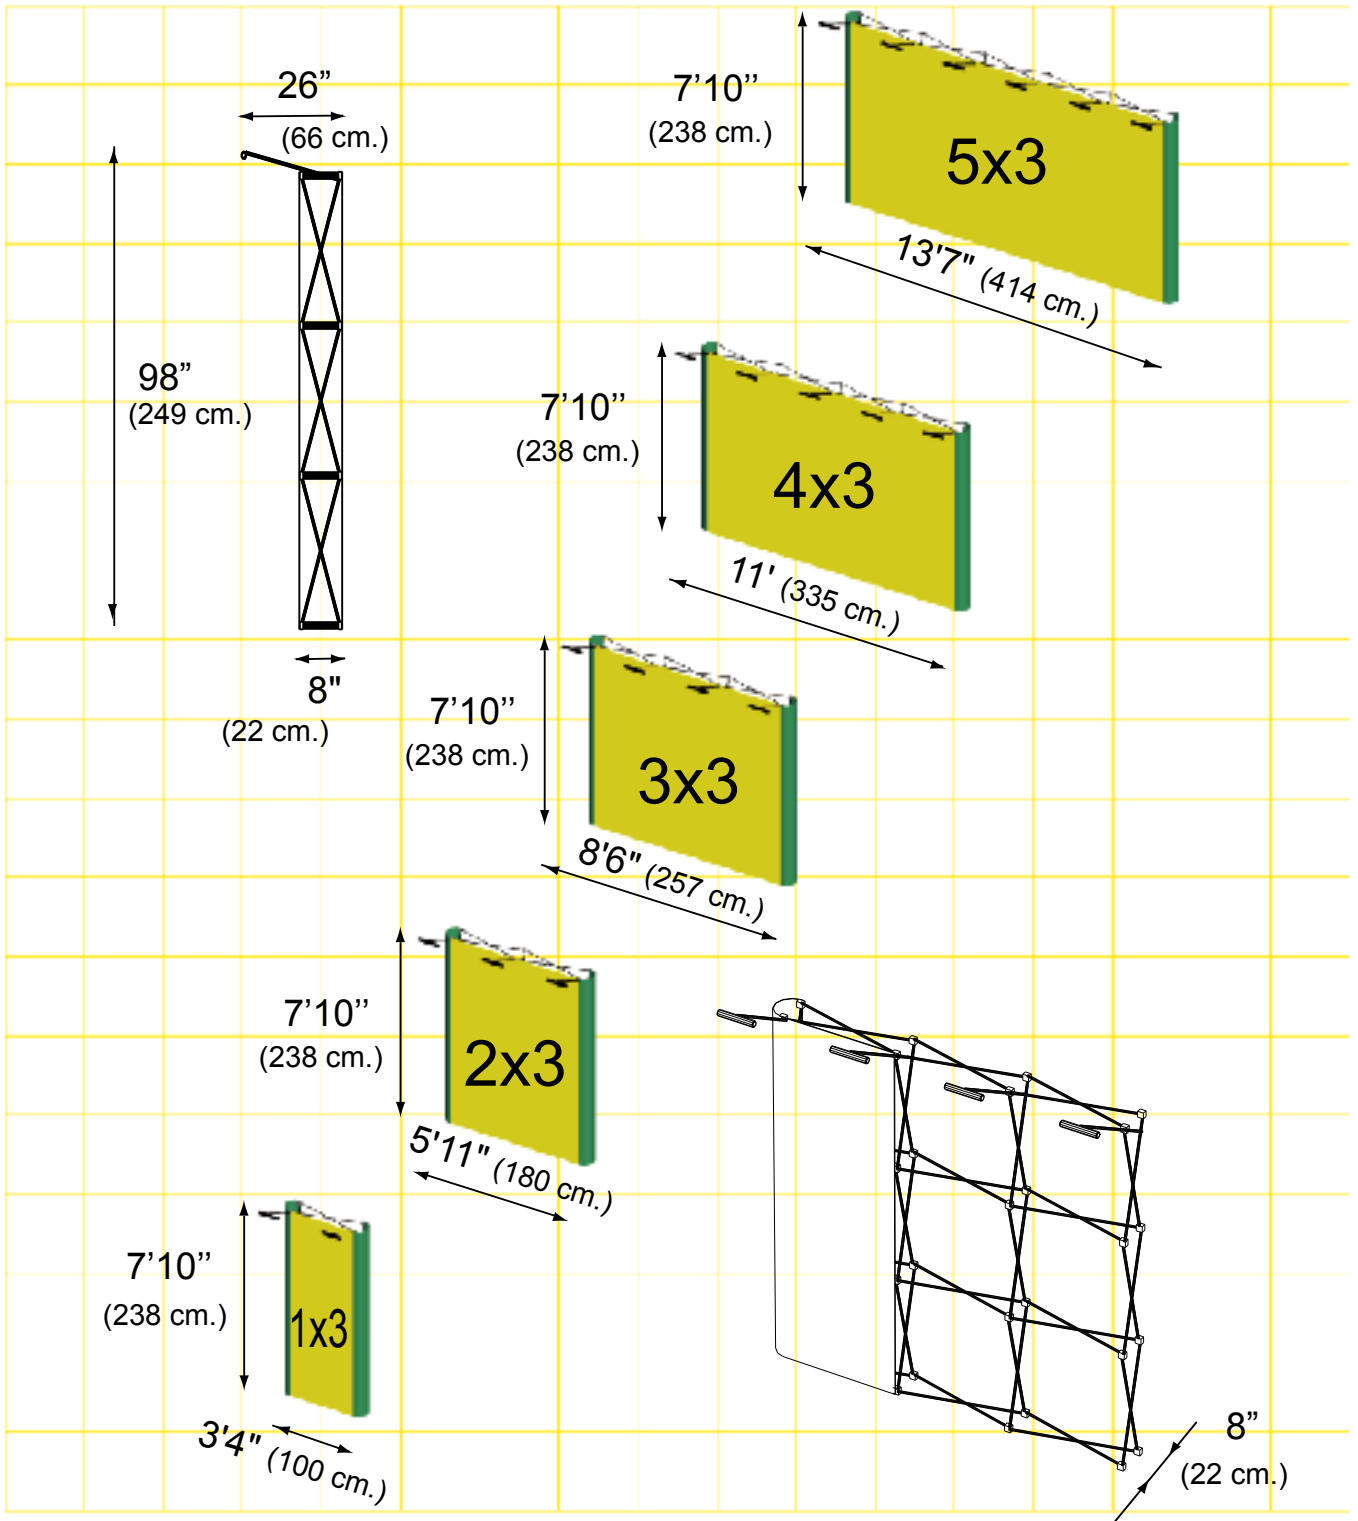 26”
(66 cm.)
98”
(249 cm.)
8"
(22 cm.)
7’10’’
(238 cm.)
5x3
13'7" (414 cm.)
7’10’’
(238 cm.)
4x3
11' (335 cm.)
7’10’’
(238 cm.)
3x3
8'6" (257 cm.)
7’10’’
(238 cm.)
2x3
5'11" (180 cm.)
7’10’’
(238 cm.)
1x3
3'4" (100 cm.)
8”
(22 cm.)